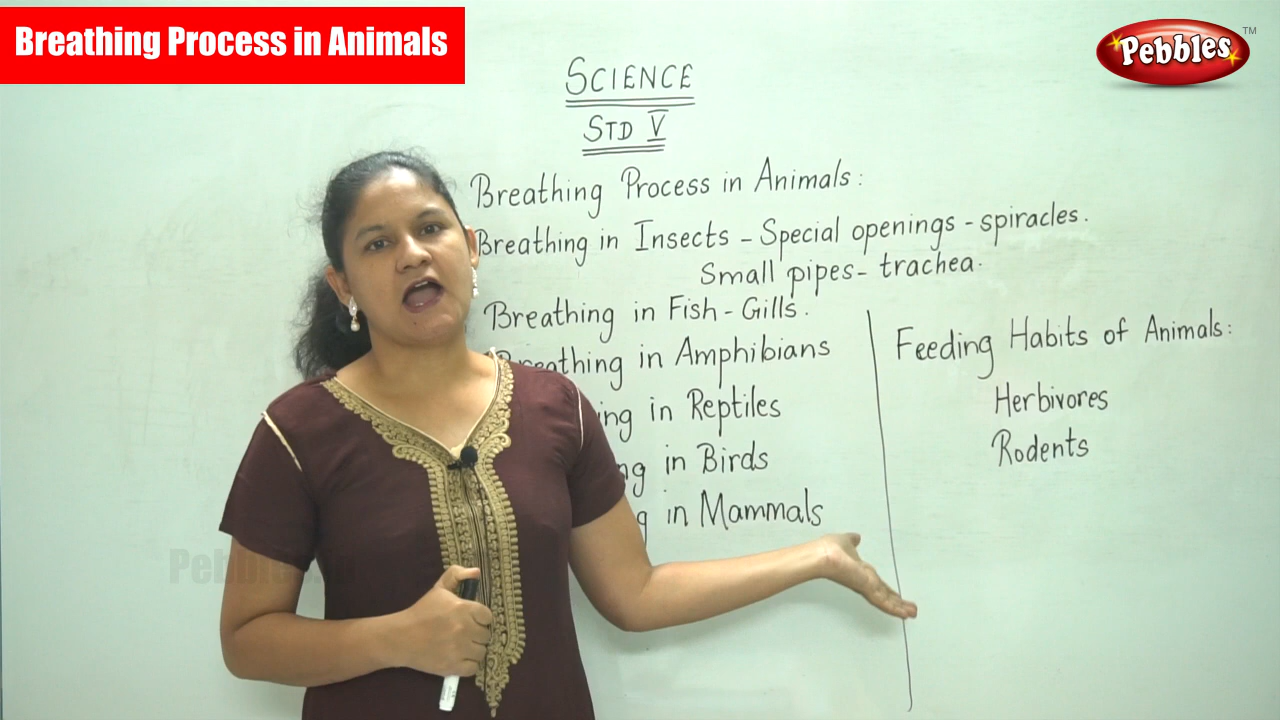 Breathing Process in Animals
Pebbles TM
SCIENCE
STD V
Breathing Process in Animals:
Breathing in Insects - Special openings - spiracles.
Small pipes - trachea.
Breathing in Fish - Gills.
Breathing in Amphibians
ing in Reptiles
ng in Birds
g in Mammals
Feeding Habits of Animals:
Herbivores
Rodents